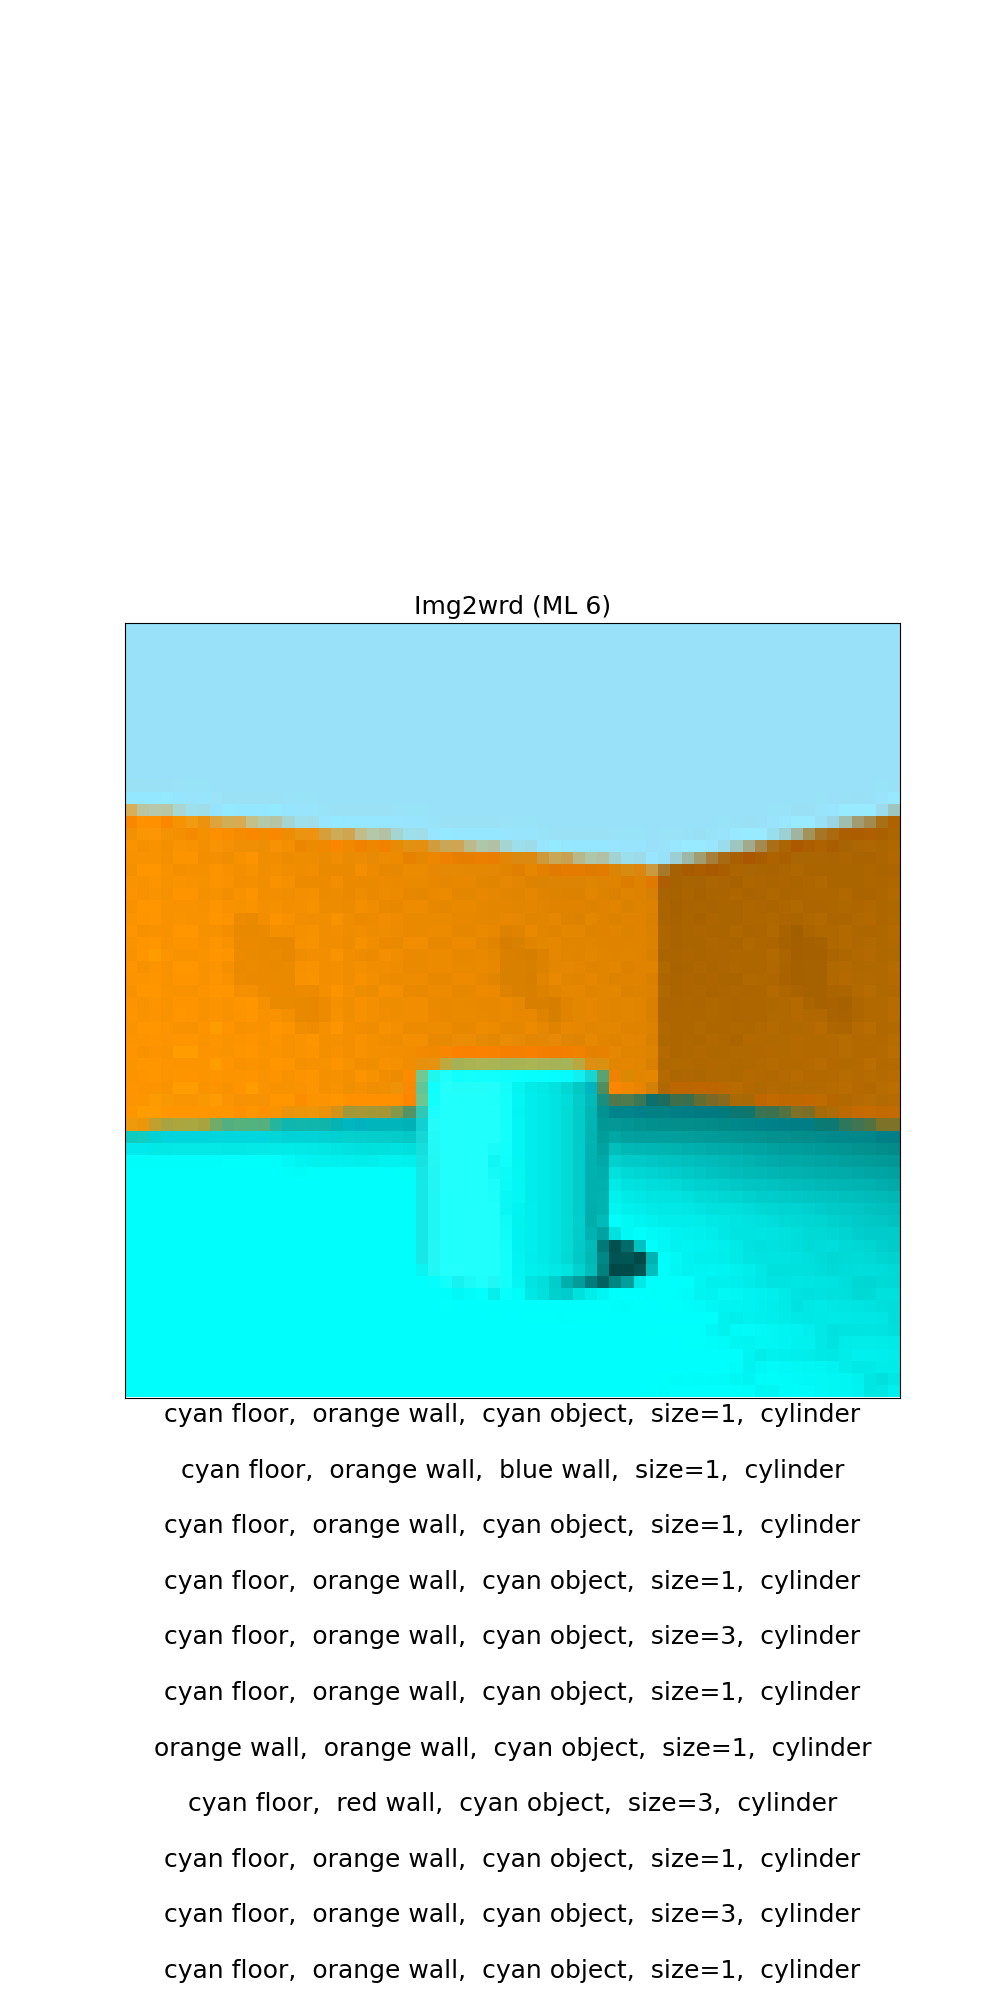 Img2wrd (ML 6)
cyan floor,  orange wall,  cyan object,  size=1,  cylinder
cyan floor,  orange wall,  blue wall,  size=1,  cylinder
cyan floor,  orange wall,  cyan object,  size=1,  cylinder
cyan floor,  orange wall,  cyan object,  size=1,  cylinder
cyan floor,  orange wall,  cyan object,  size=3,  cylinder
cyan floor,  orange wall,  cyan object,  size=1,  cylinder
orange wall,  orange wall,  cyan object,  size=1,  cylinder
cyan floor,  red wall,  cyan object,  size=3,  cylinder
cyan floor,  orange wall,  cyan object,  size=1,  cylinder
cyan floor,  orange wall,  cyan object,  size=3,  cylinder
cyan floor,  orange wall,  cyan object,  size=1,  cylinder